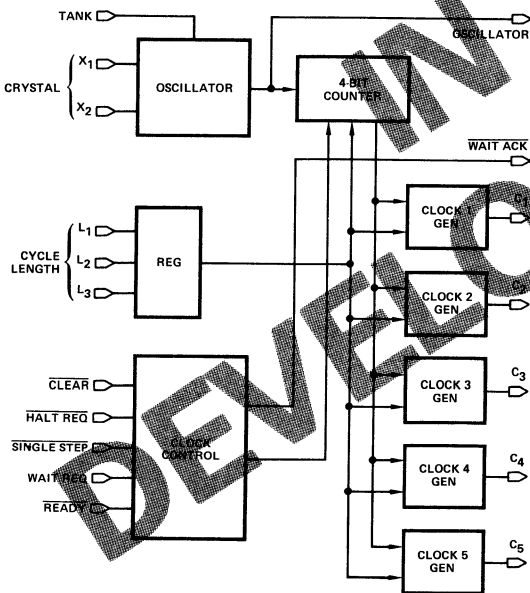 TANK
OSCILLATOR
CRYSTAL
X1
X2
OSCILLATOR
4-BIT
COUNTER
IN
WAIT ACK
CYCLE
LENGTH
L1
L2
L3
REG
CLOCK 1
GEN
C1
CLOCK 2
GEN
C2
CLOCK 3
GEN
C3
CLOCK 4
GEN
C4
CLOCK 5
GEN
C5
CLEAR
HALT REQ
SINGLE STEP
WAIT REQ
READY
CLOCK
CONTROL
DEVELO